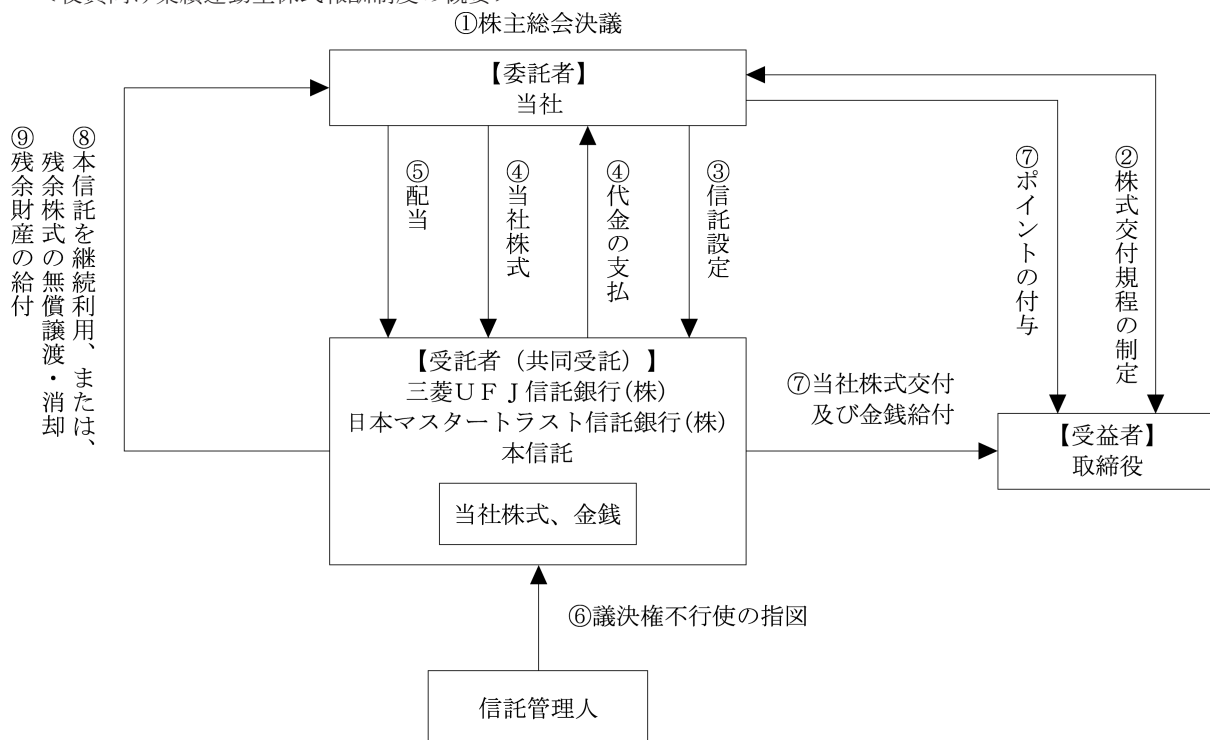 ①株主総会決議
【委託者】
当社
⑤配当
④当社株式
④代金の支払
③信託設定
⑦ポイントの付与
②株式交付規程の制定
⑧本信託を継続利用、または、
残余株式の無償譲渡・消却
⑨残余財産の給付
【受託者（共同受託）】
三菱ＵＦＪ信託銀行(株)
日本マスタートラスト信託銀行(株)
本信託
当社株式、金銭
⑦当社株式交付
及び金銭給付
【受益者】
取締役
⑥議決権不行使の指図
信託管理人